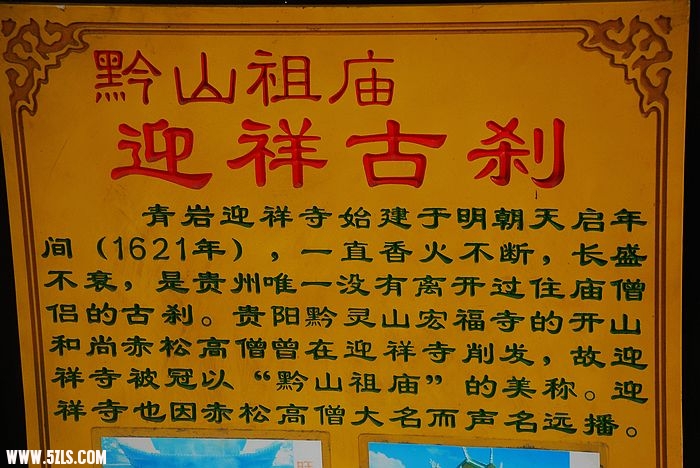 黔山祖庙
迎祥古刹
青岩迎祥寺始建于明朝天启年
间（1621年），一直香火不断，长盛
不衰，是贵州唯一没有离开过住庙僧
侣的古刹。贵阳黔灵山宏福寺的开山
和尚赤松高僧曾在迎祥寺削发，故迎
祥寺被冠以“黔山祖庙”的美称。迎
祥寺也因赤松高僧大名而声名远播。
WWW.5ZLS.COM